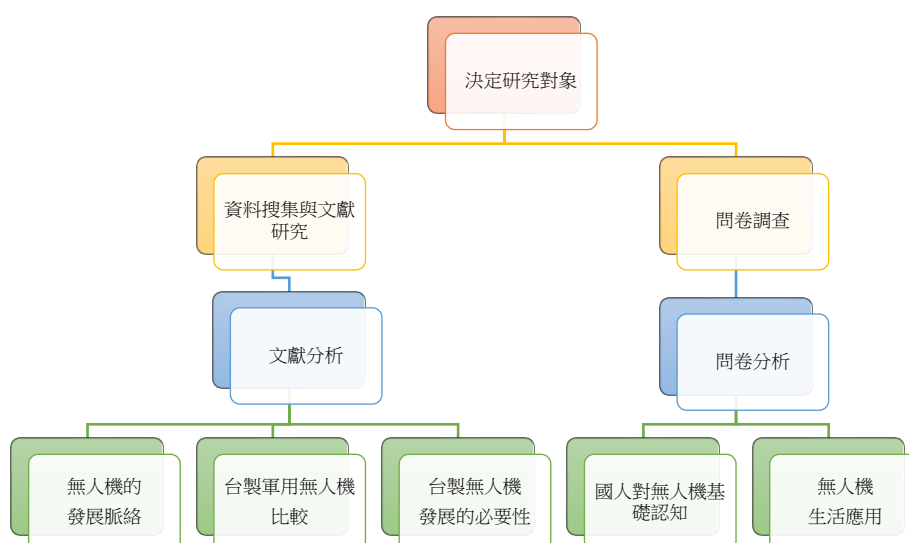 決定研究對象
資料搜集與文獻
研究
問卷調查
文獻分析
問卷分析
無人機的
發展脈絡
台製軍用無人機
比較
台製無人機
發展的必要性
國人對無人機基
礎認知
無人機
生活應用